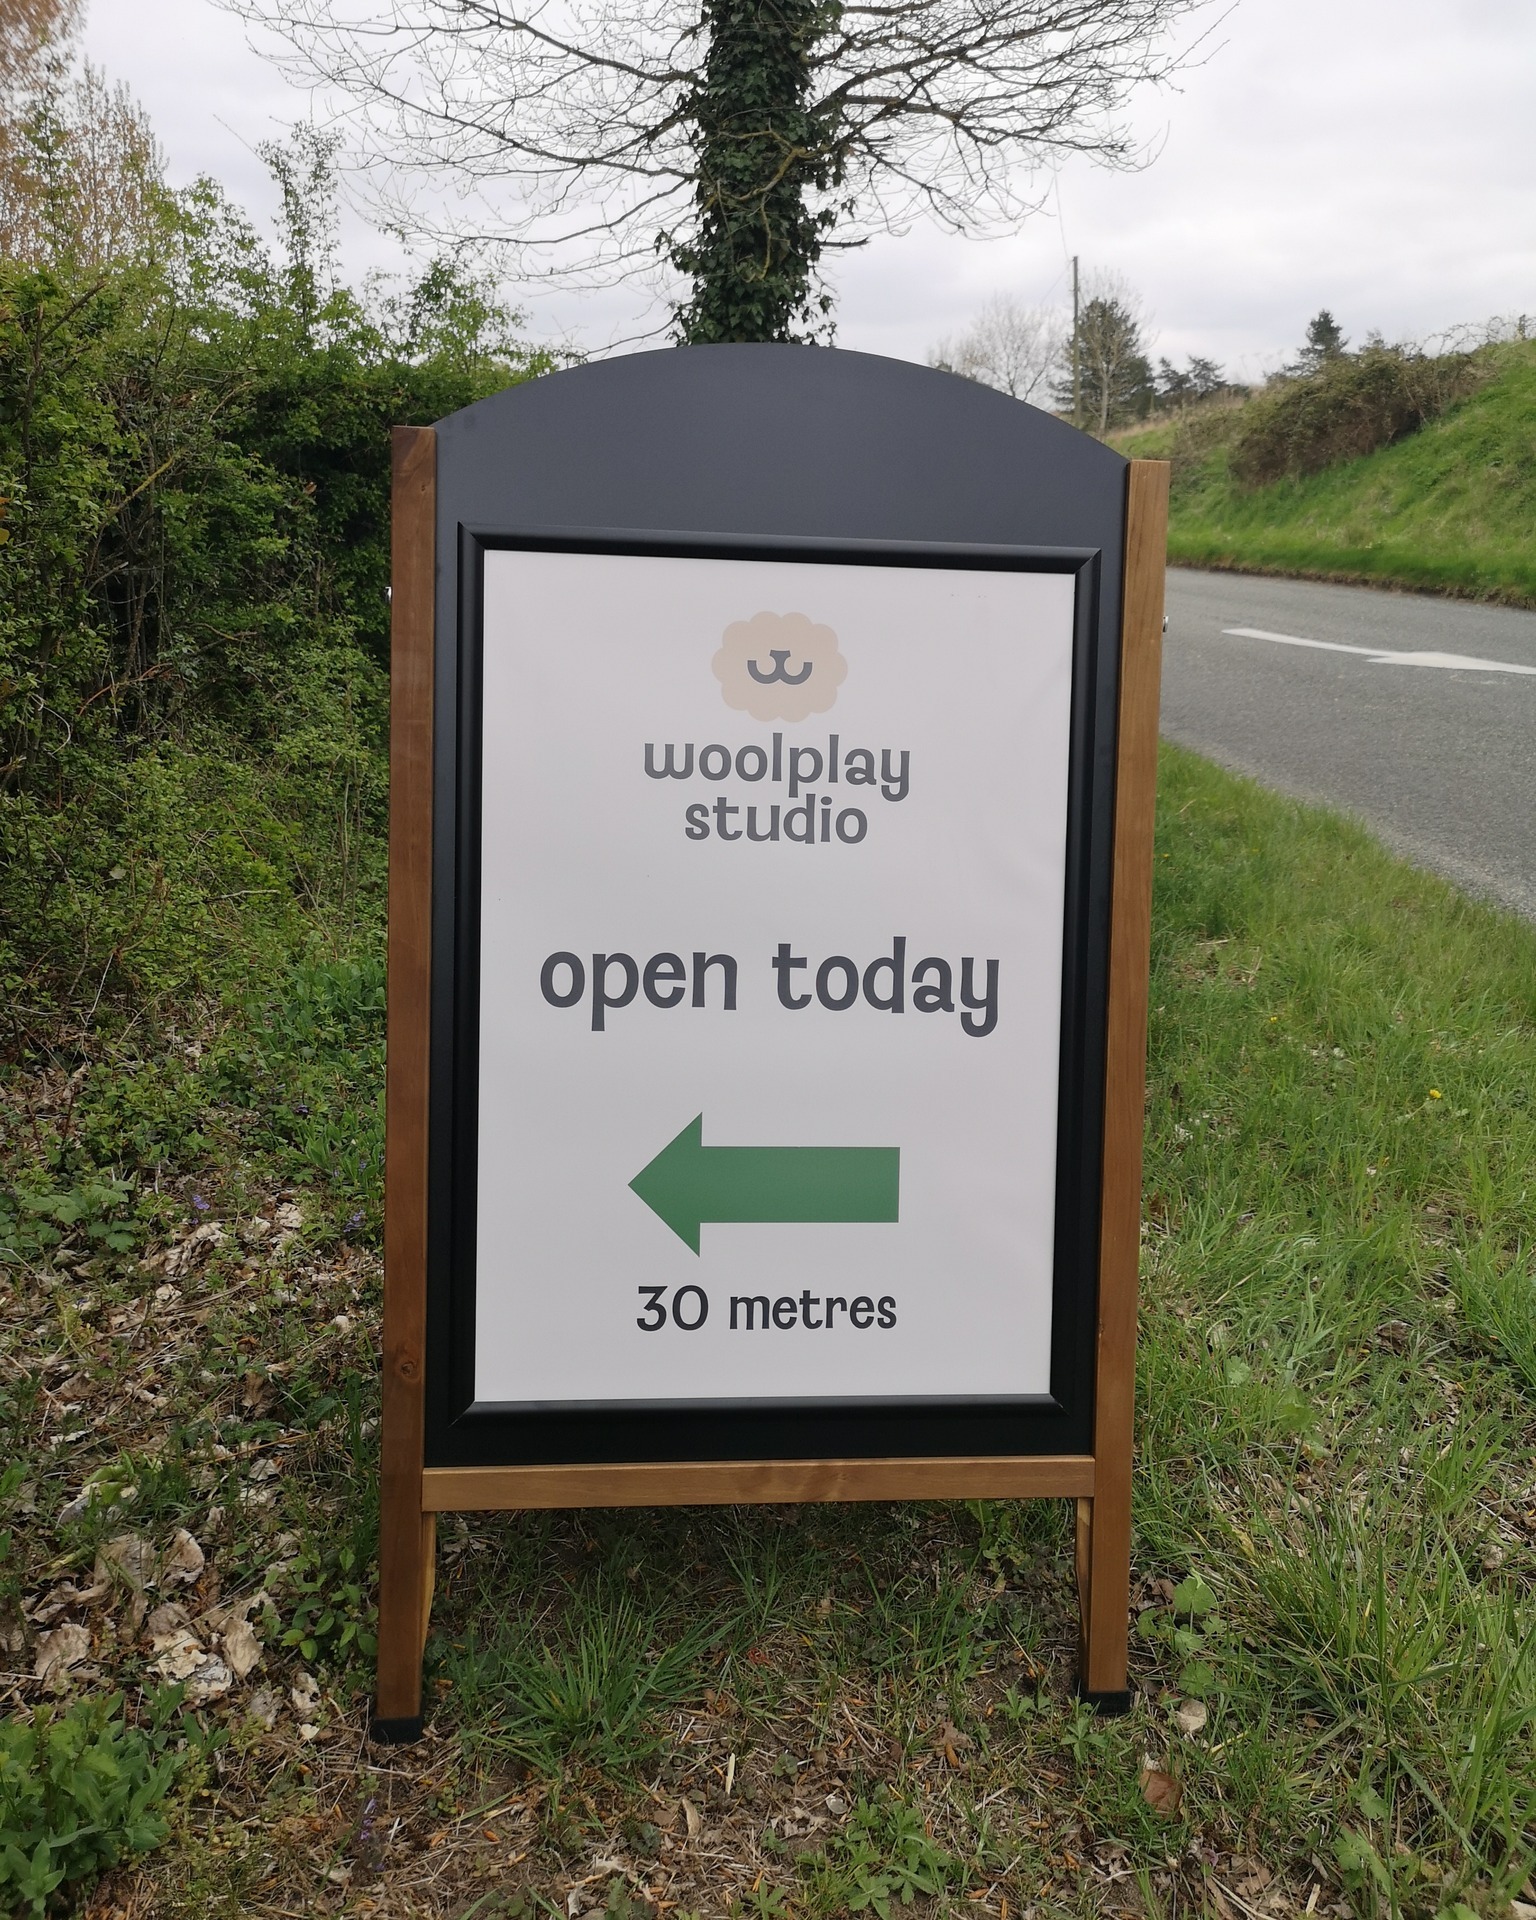 woolplay
studio
open today
30 metres